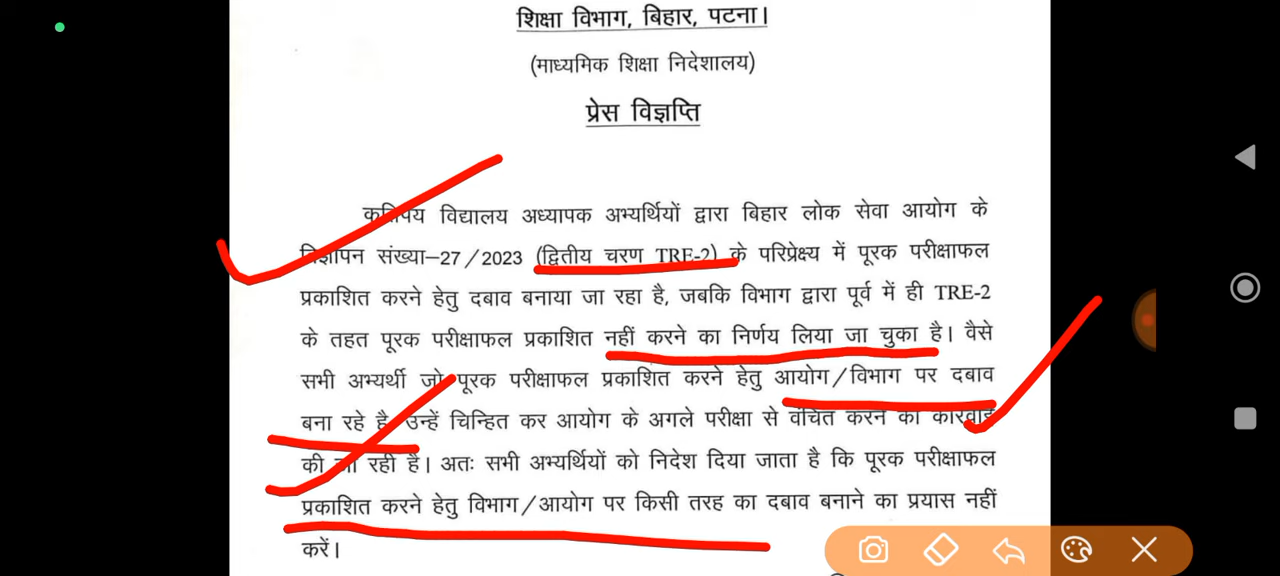 शिक्षा विभाग, बिहार, पटना।
(माध्यमिक शिक्षा निदेशालय)
प्रेस विज्ञप्ति
कतिपय विद्यालय अध्यापक अभ्यर्थियों द्वारा बिहार लोक सेवा आयोग के
विज्ञापन संख्या–27/2023 (द्वितीय चरण TRE-2) के परिप्रेक्ष्य में पूरक परीक्षाफल
प्रकाशित करने हेतु दबाव बनाया जा रहा है, जबकि विभाग द्वारा पूर्व में ही TRE-2
के तहत पूरक परीक्षाफल प्रकाशित नहीं करने का निर्णय लिया जा चुका है। वैसे
सभी अभ्यर्थी जो पूरक परीक्षाफल प्रकाशित करने हेतु आयोग/विभाग पर दबाव
बना रहे है, उन्हें चिन्हित कर आयोग के अगले परीक्षा से वंचित करने की कार्रवाई
की जा रही है। अतः सभी अभ्यर्थियों को निदेश दिया जाता है कि पूरक परीक्षाफल
प्रकाशित करने हेतु विभाग/आयोग पर किसी तरह का दबाव बनाने का प्रयास नहीं
करें।